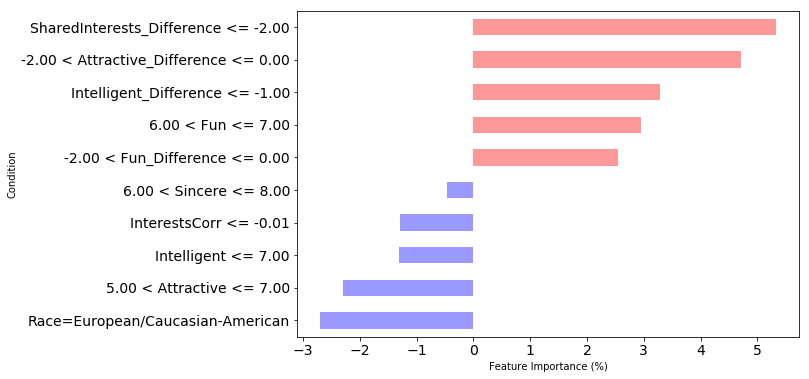 SharedInterests_Difference <= -2.00
-2.00 < Attractive_Difference <= 0.00
Intelligent_Difference <= -1.00
6.00 < Fun <= 7.00
-2.00 < Fun_Difference <= 0.00
6.00 < Sincere <= 8.00
InterestsCorr <= -0.01
Intelligent <= 7.00
5.00 < Attractive <= 7.00
Race=European/Caucasian-American
Condition
−3 −2 −1 0 1 2 3 4 5
Feature Importance (%)